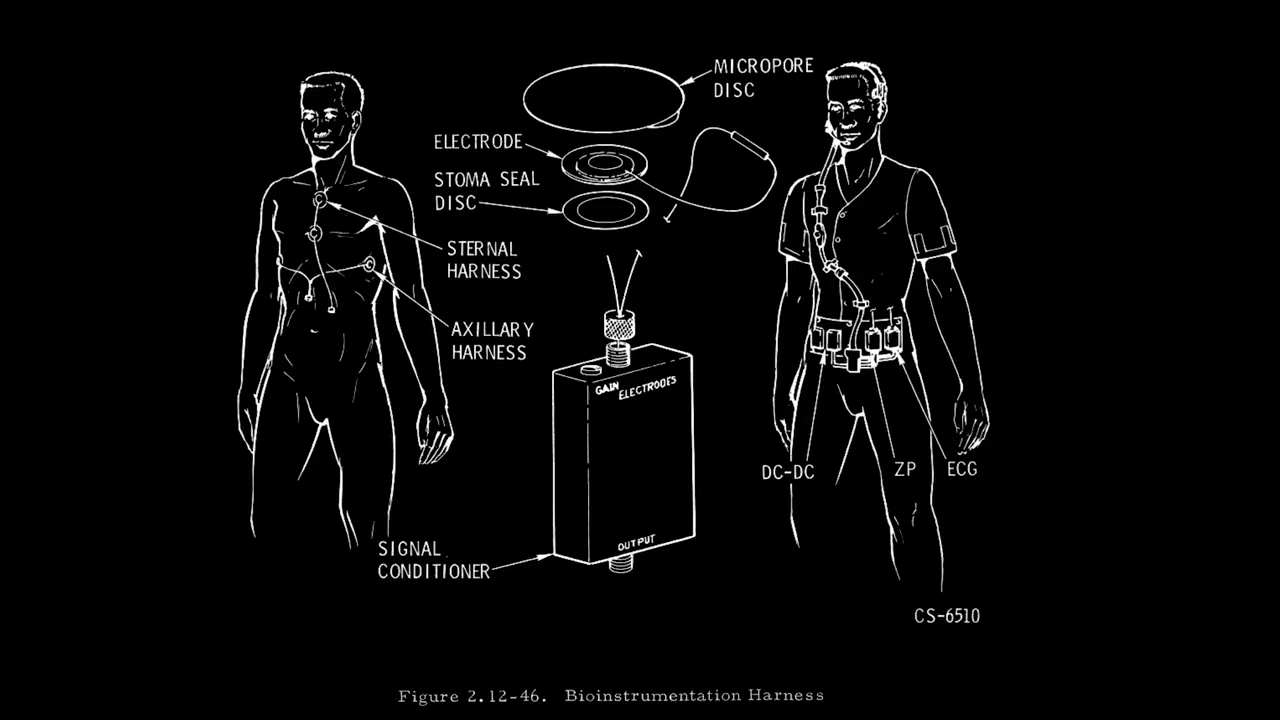 MICROPORE
DISC
ELECTRODE
STOMA SEAL
DISC
STERNAL
HARNESS
AXILLARY
HARNESS
GAIN
ELECTRODES
OUTPUT
SIGNAL
CONDITIONER
DC-DC
ZP
ECG
CS-6510
Figure 2.12-46. Bioinstrumentation Harness